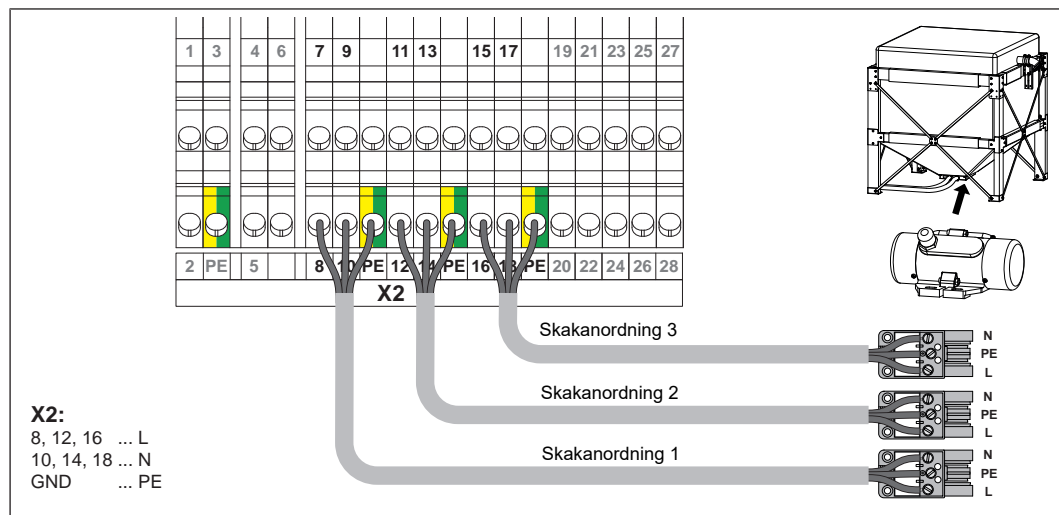 1 3 4 6 7 9 11 13 15 17 19 21 23 25 27
2 PE 5 8 10 PE 12 14 PE 16 18 PE 20 22 24 26 28
X2
Skakanordning 3
N
PE
L
Skakanordning 2
N
PE
L
Skakanordning 1
N
PE
L
X2:
8, 12, 16 ... L
10, 14, 18 ... N
GND ... PE